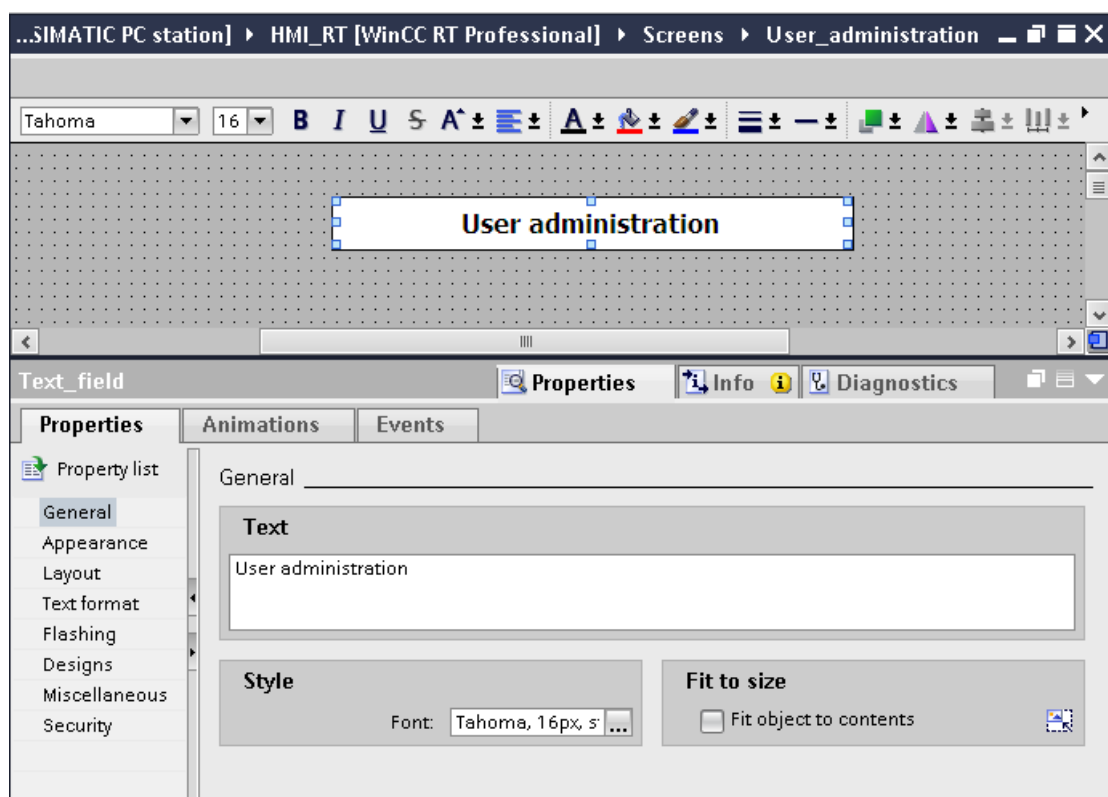 ...SIMATIC PC station] ▸ HMI_RT [WinCC RT Professional] ▸ Screens ▸ User_administration
Tahoma 16 B I U S A A
User administration
Text_field Properties Info Diagnostics
Properties Animations Events
Property list
General
Appearance
Layout
Text format
Flashing
Designs
Miscellaneous
Security
General
Text
User administration
Style
Font: Tahoma, 16px, s ...
Fit to size
Fit object to contents